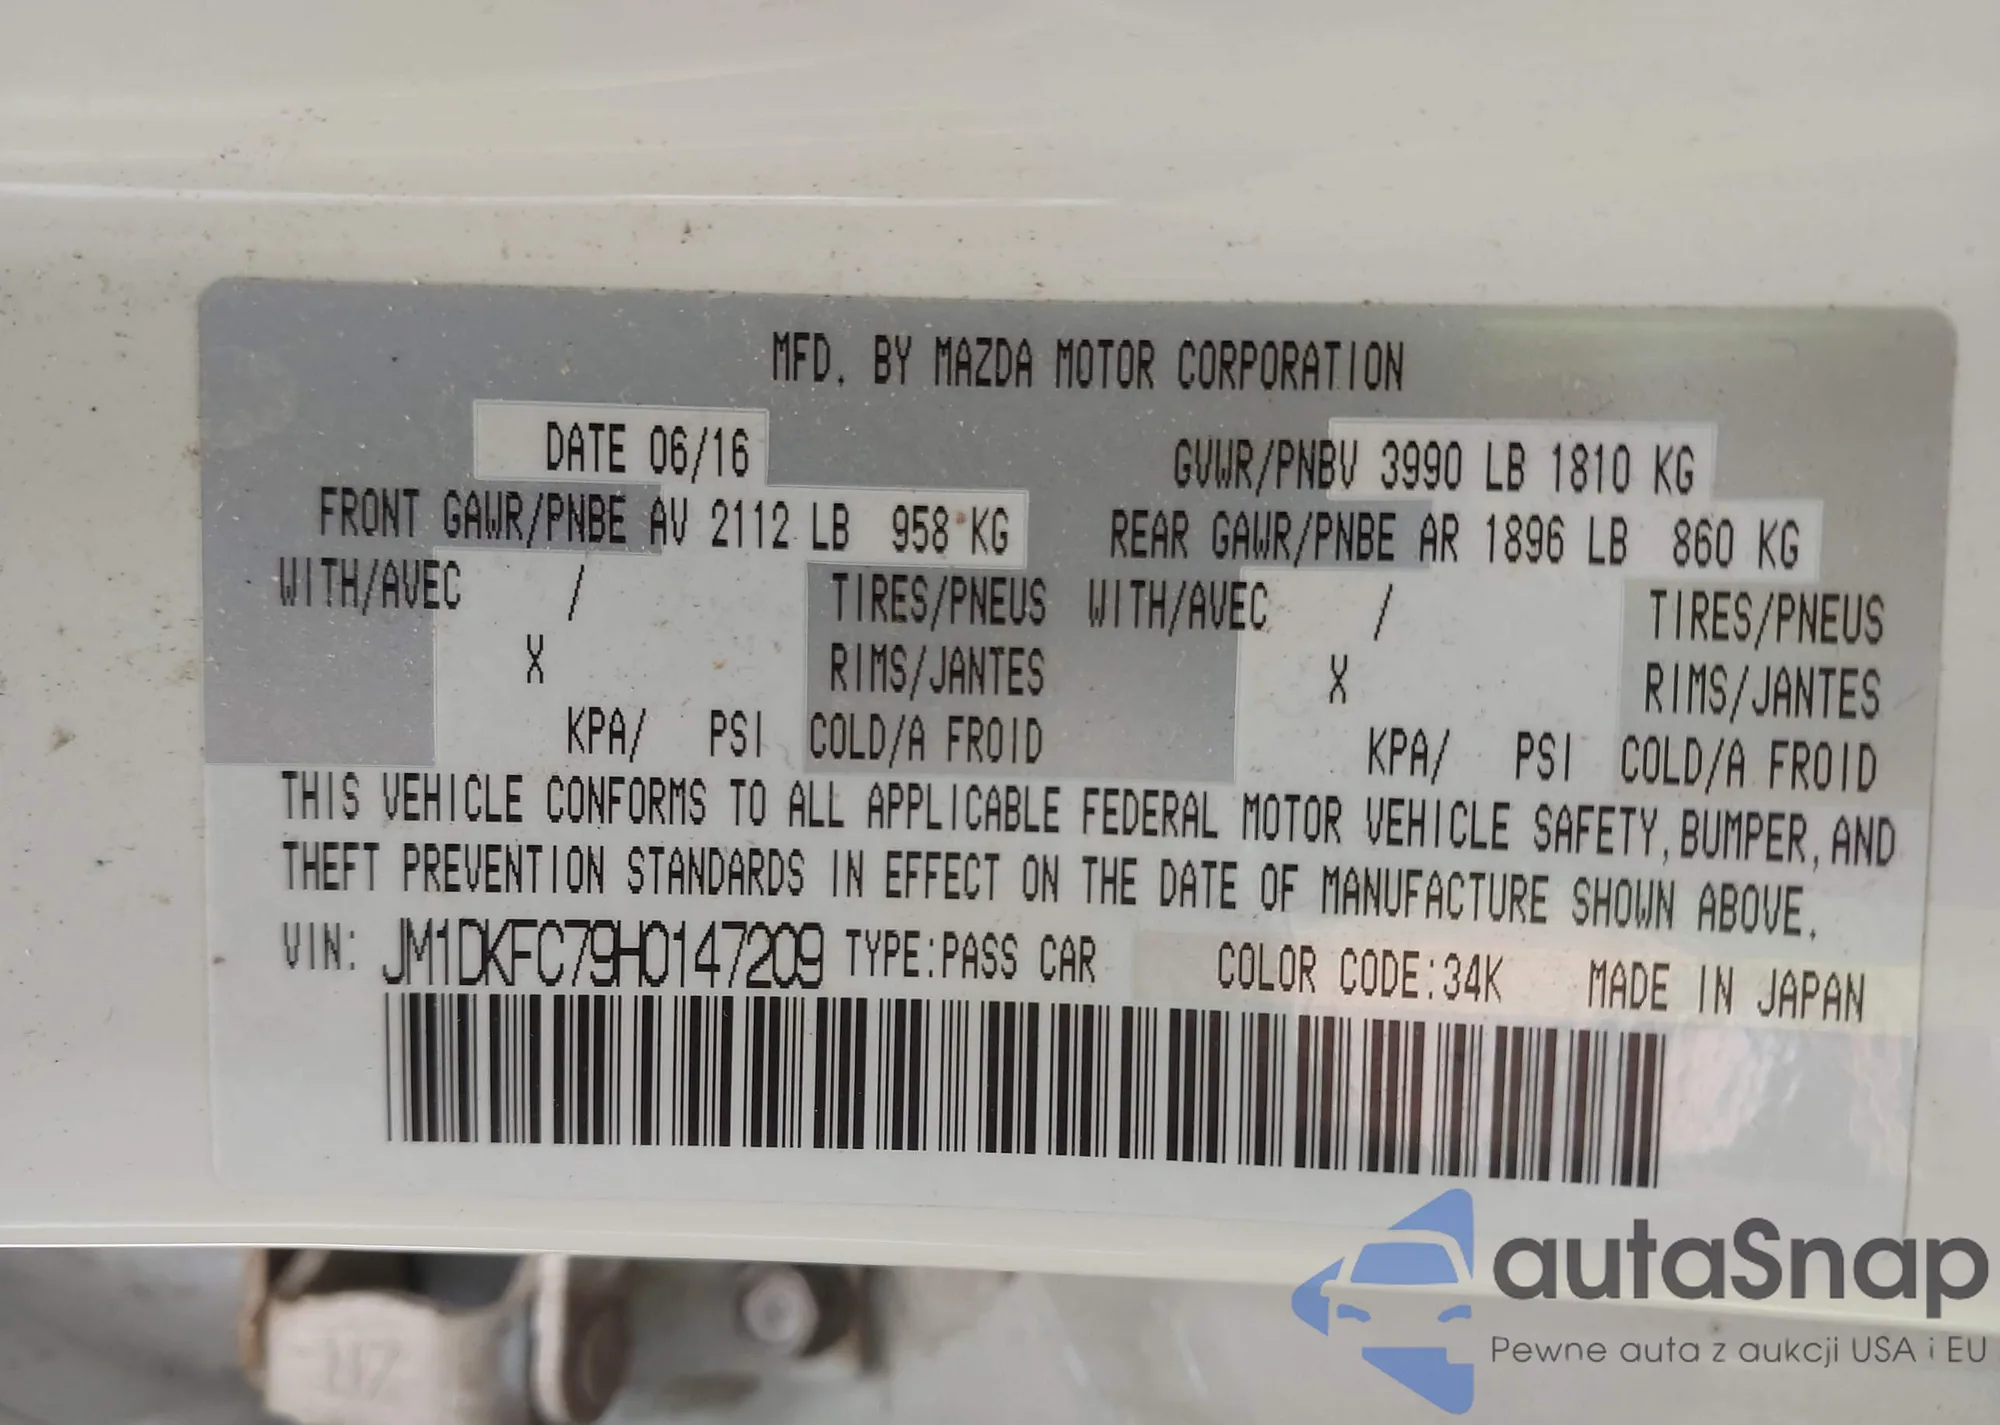 MFD. BY MAZDA MOTOR CORPORATION
DATE 06/16 GVWR/PNBV 3990 LB 1810 KG
FRONT GAWR/PNBE AV 2112 LB 958 KG REAR GAWR/PNBE AR 1896 LB 860 KG
WITH/AVEC / TIRES/PNEUS WITH/AVEC / TIRES/PNEUS
X RIMS/JANTES X RIMS/JANTES
KPA/ PSI COLD/A FROID KPA/ PSI COLD/A FROID
THIS VEHICLE CONFORMS TO ALL APPLICABLE FEDERAL MOTOR VEHICLE SAFETY, BUMPER, AND
THEFT PREVENTION STANDARDS IN EFFECT ON THE DATE OF MANUFACTURE SHOWN ABOVE.
VIN: JM1DKFC79H0147209 TYPE:PASS CAR COLOR CODE:34K MADE IN JAPAN
autaSnap
Pewne auta z aukcji USA i EU